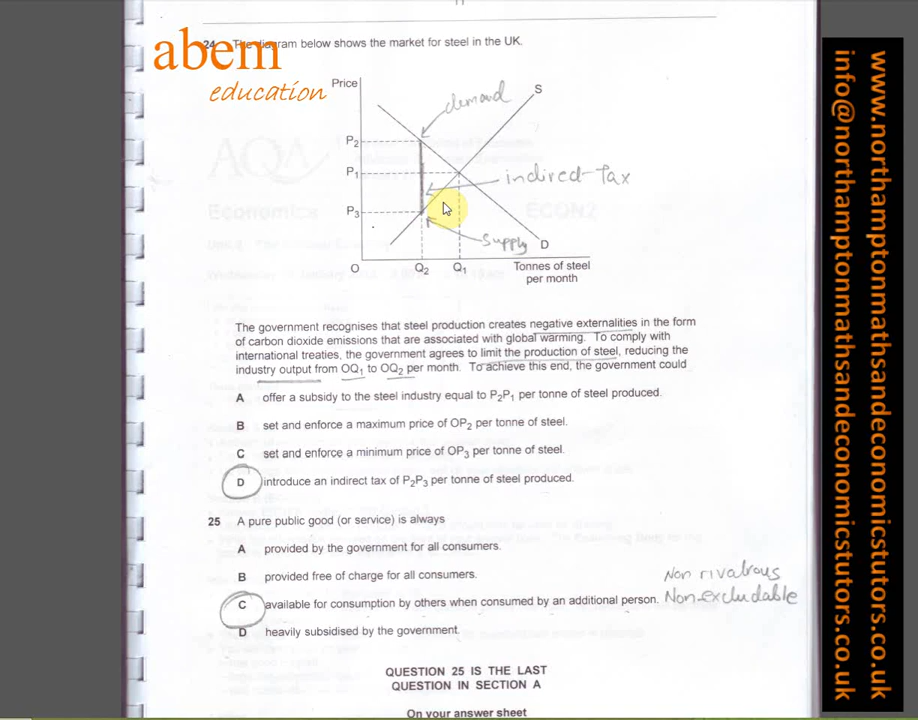 11
24 The diagram below shows the market for steel in the UK.
abem
education
Price
demand
S
P2
P1
indirect tax
P3
Supply
D
O
Q2
Q1
Tonnes of steel
per month
The government recognises that steel production creates negative externalities in the form
of carbon dioxide emissions that are associated with global warming. To comply with
international treaties, the government agrees to limit the production of steel, reducing the
industry output from OQ1 to OQ2 per month. To achieve this end, the government could
A offer a subsidy to the steel industry equal to P2P1 per tonne of steel produced.
B set and enforce a maximum price of OP2 per tonne of steel.
C set and enforce a minimum price of OP3 per tonne of steel.
D introduce an indirect tax of P2P3 per tonne of steel produced.
25 A pure public good (or service) is always
A provided by the government for all consumers.
B provided free of charge for all consumers.
Non rivalrous
C available for consumption by others when consumed by an additional person. Non-excludable
D heavily subsidised by the government.
QUESTION 25 IS THE LAST
QUESTION IN SECTION A
On your answer sheet
AQA
Economics ECON2
www.northamptonmathsandeconomicstutors.co.uk
info@northamptonmathsandeconomicstutors.co.uk